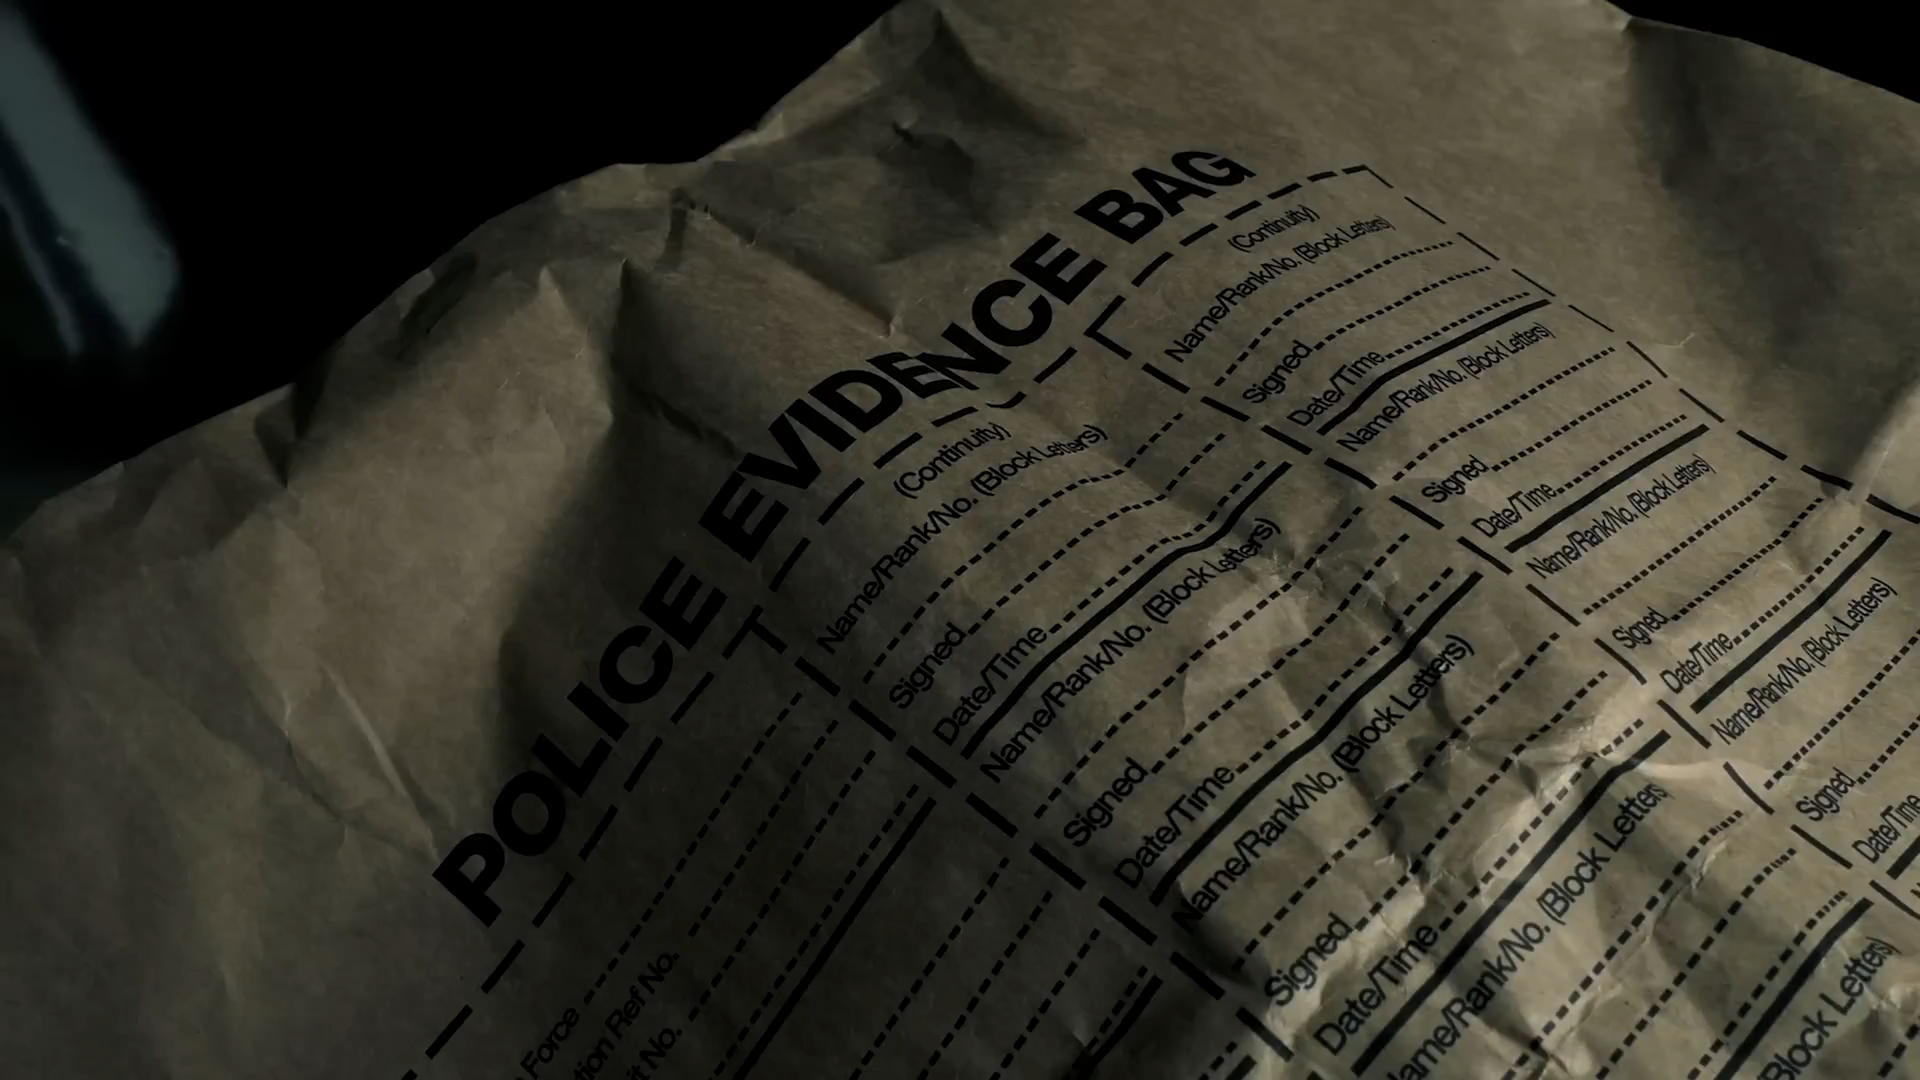 POLICE EVIDENCE BAG
Force
Ref No.
No.
(Continuity)
Name/Rank/No. (Block Letters)
Signed
Date/Time
Name/Rank/No. (Block Letters)
Signed
Date/Time
Name/Rank/No. (Block Letters)
Signed
Date/Time
Name/Rank/No. (Block Letters
(Block Letters)
(Continuity)
Name/Rank/No. (Block Letters)
Signed
Date/Time
Name/Rank/No. (Block Letters)
Signed
Date/Time
Name/Rank/No. (Block Letters)
Signed
Date/Time
Name/Rank/No. (Block Letters)
Signed
Date/Time